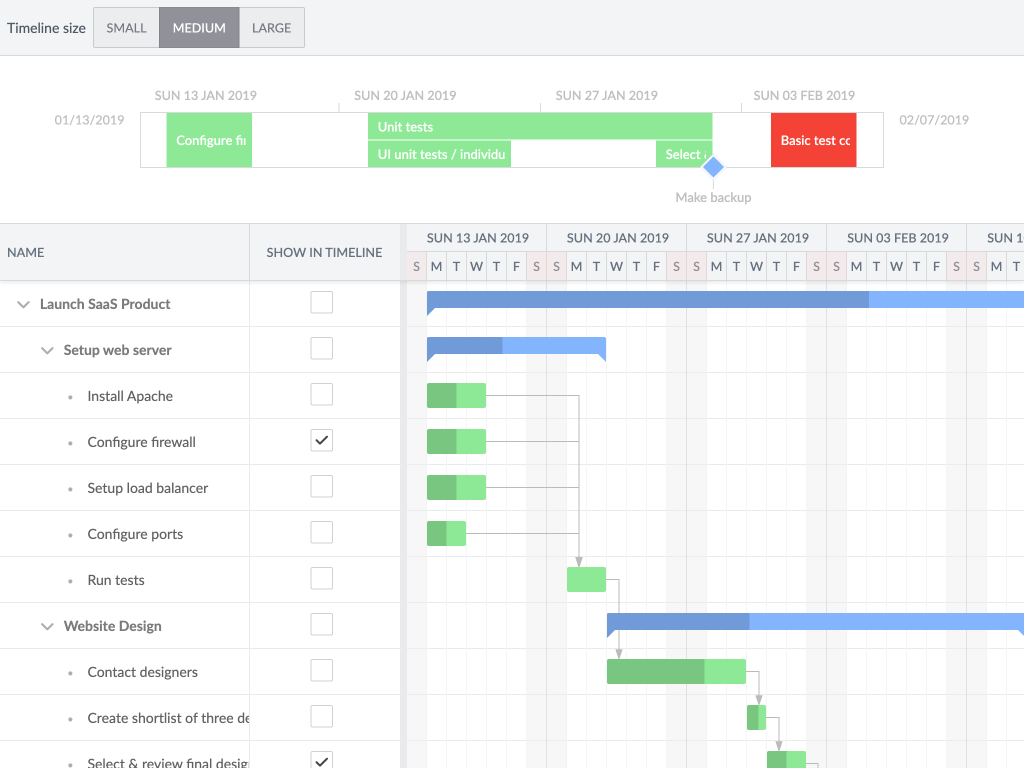 Timeline size SMALL MEDIUM LARGE
SUN 13 JAN 2019 SUN 20 JAN 2019 SUN 27 JAN 2019 SUN 03 FEB 2019
01/13/2019 02/07/2019
Unit tests
Configure fi Basic test cc
UI unit tests / individu Select
Make backup
NAME SHOW IN TIMELINE
SUN 13 JAN 2019 SUN 20 JAN 2019 SUN 27 JAN 2019 SUN 03 FEB 2019 SUN 1
S M T W T F S S M T W T F S S M T W T F S S M T W T F S S M T
Launch SaaS Product
Setup web server
Install Apache
Configure firewall
Setup load balancer
Configure ports
Run tests
Website Design
Contact designers
Create shortlist of three de
Select & review final desig